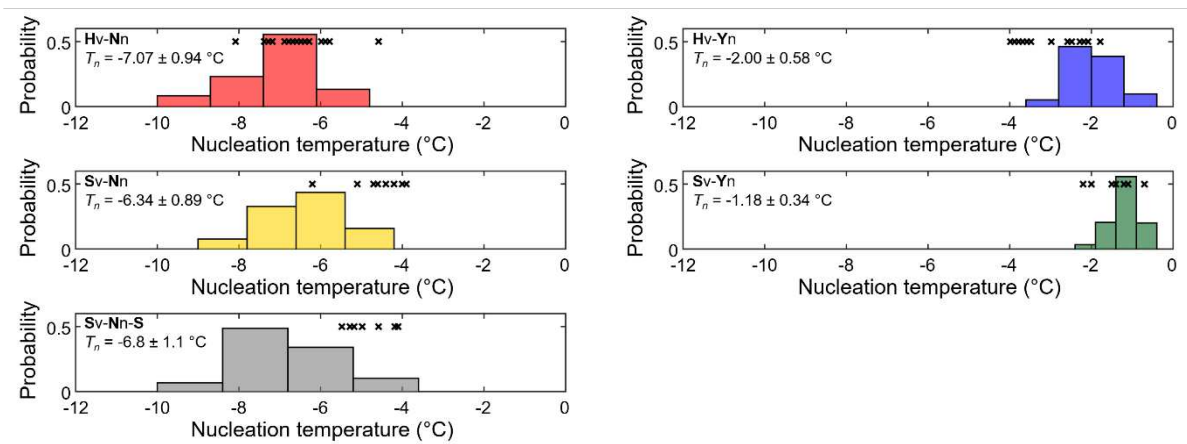 Probability
0.5
0
Hv-Nn
Tn = -7.07 ± 0.94 °C
-12 -10 -8 -6 -4 -2 0
Nucleation temperature (°C)
Probability
0.5
0
Hv-Yn
Tn = -2.00 ± 0.58 °C
-12 -10 -8 -6 -4 -2 0
Nucleation temperature (°C)
Probability
0.5
0
Sv-Nn
Tn = -6.34 ± 0.89 °C
-12 -10 -8 -6 -4 -2 0
Nucleation temperature (°C)
Probability
0.5
0
Sv-Yn
Tn = -1.18 ± 0.34 °C
-12 -10 -8 -6 -4 -2 0
Nucleation temperature (°C)
Probability
0.5
0
Sv-Nn-S
Tn = -6.8 ± 1.1 °C
-12 -10 -8 -6 -4 -2 0
Nucleation temperature (°C)